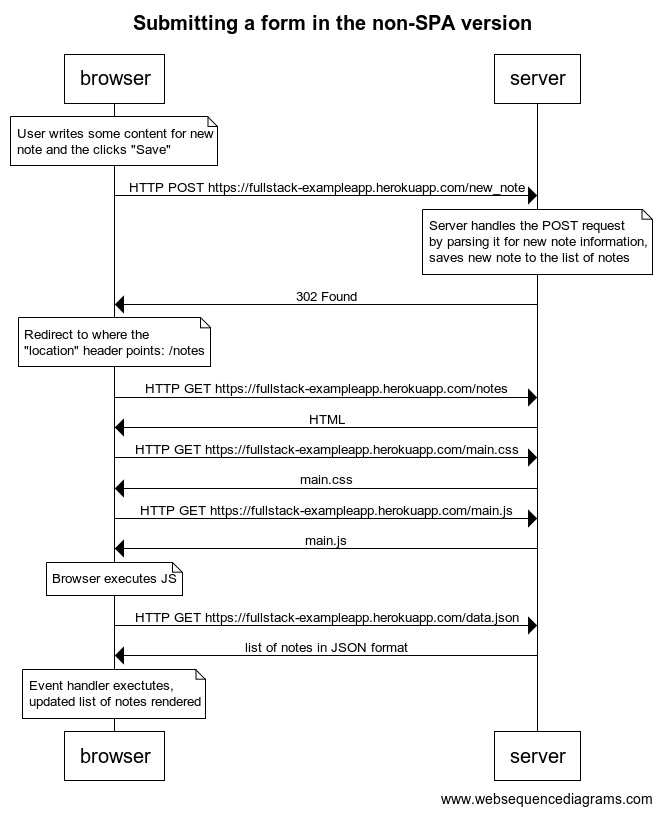 Submitting a form in the non-SPA version
browser
server
User writes some content for new
note and the clicks "Save"
HTTP POST https://fullstack-exampleapp.herokuapp.com/new_note
Server handles the POST request
by parsing it for new note information,
saves new note to the list of notes
302 Found
Redirect to where the
"location" header points: /notes
HTTP GET https://fullstack-exampleapp.herokuapp.com/notes
HTML
HTTP GET https://fullstack-exampleapp.herokuapp.com/main.css
main.css
HTTP GET https://fullstack-exampleapp.herokuapp.com/main.js
main.js
Browser executes JS
HTTP GET https://fullstack-exampleapp.herokuapp.com/data.json
list of notes in JSON format
Event handler exectutes,
updated list of notes rendered
browser
server
www.websequencediagrams.com